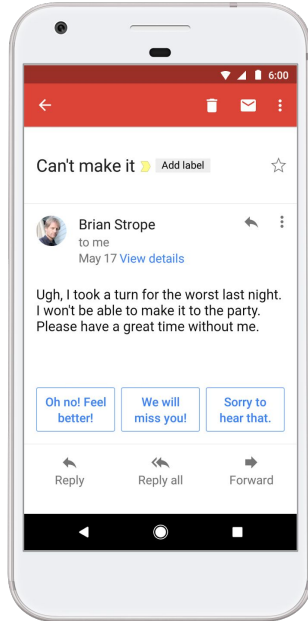 6:00
Can't make it Add label
Brian Strope
to me
May 17 View details
Ugh, I took a turn for the worst last night.
I won't be able to make it to the party.
Please have a great time without me.
Oh no! Feel better!
We will miss you!
Sorry to hear that.
Reply Reply all Forward